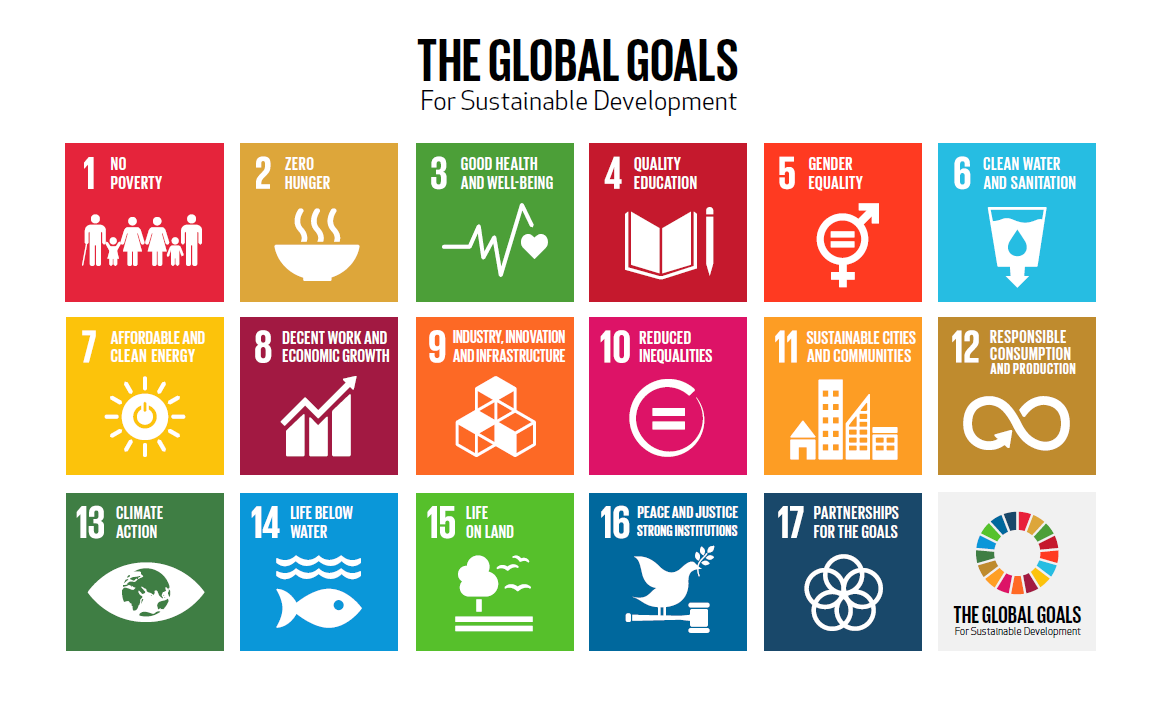 THE GLOBAL GOALS
For Sustainable Development
1 NO
POVERTY
2 ZERO
HUNGER
3 GOOD HEALTH
AND WELL-BEING
4 QUALITY
EDUCATION
5 GENDER
EQUALITY
6 CLEAN WATER
AND SANITATION
7 AFFORDABLE AND
CLEAN ENERGY
8 DECENT WORK AND
ECONOMIC GROWTH
9 INDUSTRY, INNOVATION
AND INFRASTRUCTURE
10 REDUCED
INEQUALITIES
11 SUSTAINABLE CITIES
AND COMMUNITIES
12 RESPONSIBLE
CONSUMPTION
AND PRODUCTION
13 CLIMATE
ACTION
14 LIFE BELOW
WATER
15 LIFE
ON LAND
16 PEACE AND JUSTICE
STRONG INSTITUTIONS
17 PARTNERSHIPS
FOR THE GOALS
THE GLOBAL GOALS
For Sustainable Development